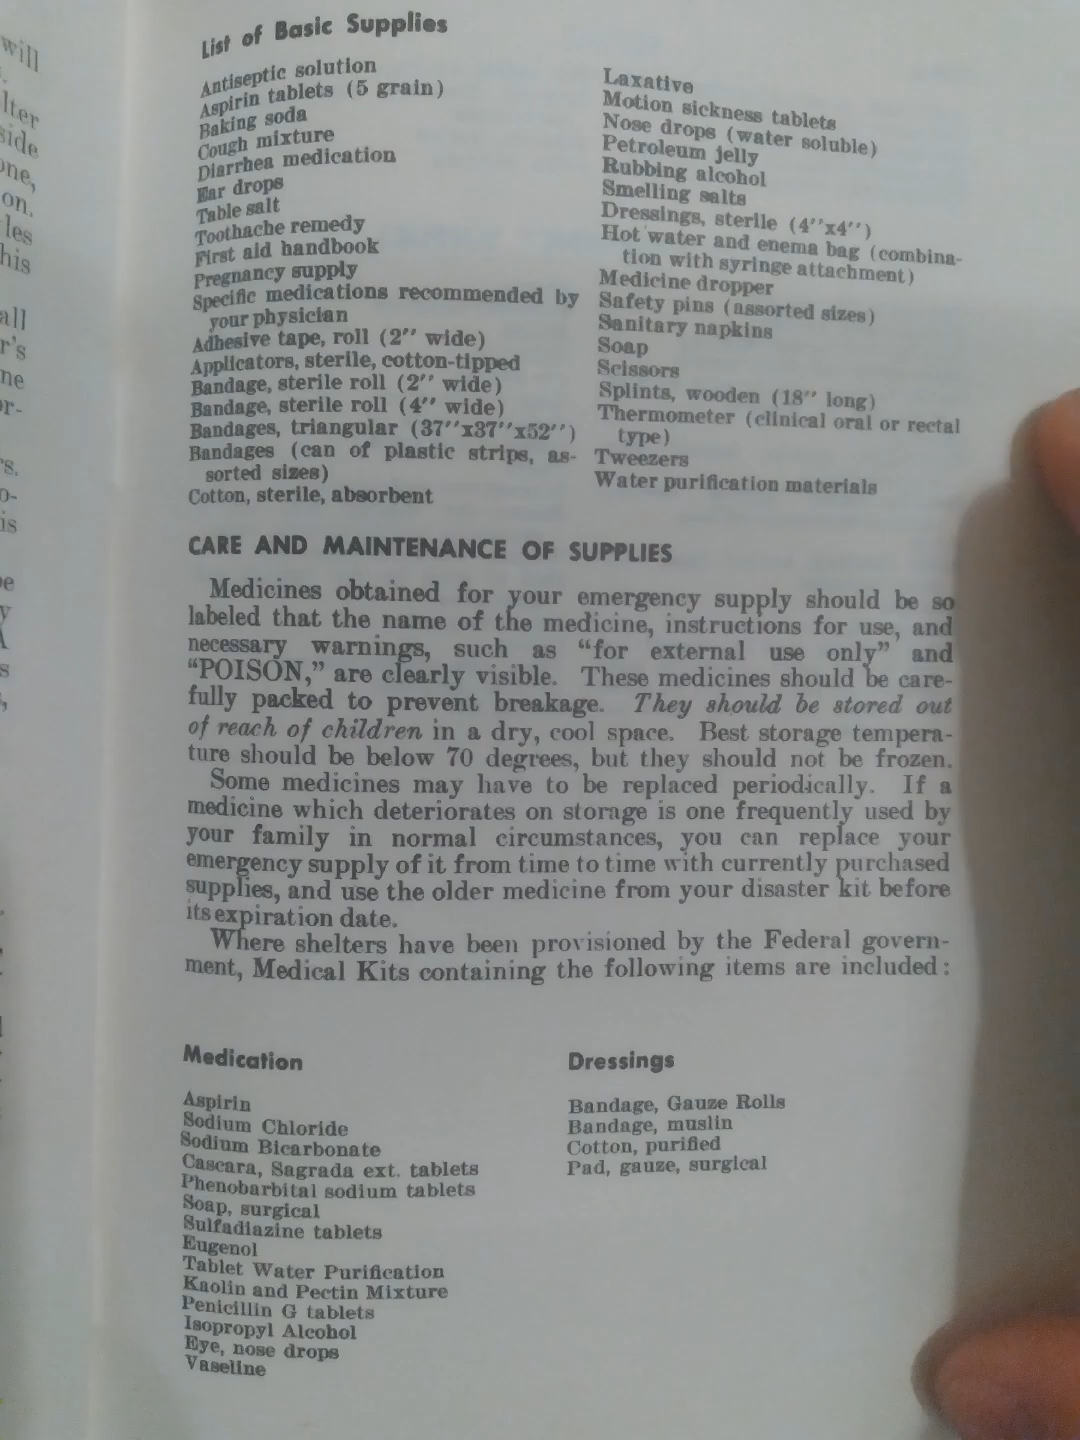 will
lter
side
one,
on.
les
his
all
r's
ne
or-
rs.
o-
is
be
y
A
s
,
List of Basic Supplies
Antiseptic solution
Aspirin tablets (5 grain)
Baking soda
Cough mixture
Diarrhea medication
Ear drops
Table salt
Toothache remedy
First aid handbook
Pregnancy supply
Specific medications recommended by
your physician
Adhesive tape, roll (2'' wide)
Applicators, sterile, cotton-tipped
Bandage, sterile roll (2'' wide)
Bandage, sterile roll (4'' wide)
Bandages, triangular (37''x37''x52'')
Bandages (can of plastic strips, as-
sorted sizes)
Cotton, sterile, absorbent
Laxative
Motion sickness tablets
Nose drops (water soluble)
Petroleum jelly
Rubbing alcohol
Smelling salts
Dressings, sterile (4''x4'')
Hot water and enema bag (combina-
tion with syringe attachment)
Medicine dropper
Safety pins (assorted sizes)
Sanitary napkins
Soap
Scissors
Splints, wooden (18'' long)
Thermometer (clinical oral or rectal
type)
Tweezers
Water purification materials
CARE AND MAINTENANCE OF SUPPLIES
Medicines obtained for your emergency supply should be so
labeled that the name of the medicine, instructions for use, and
necessary warnings, such as “for external use only” and
“POISON,” are clearly visible. These medicines should be care-
fully packed to prevent breakage. They should be stored out
of reach of children in a dry, cool space. Best storage tempera-
ture should be below 70 degrees, but they should not be frozen.
Some medicines may have to be replaced periodically. If a
medicine which deteriorates on storage is one frequently used by
your family in normal circumstances, you can replace your
emergency supply of it from time to time with currently purchased
supplies, and use the older medicine from your disaster kit before
its expiration date.
Where shelters have been provisioned by the Federal govern-
ment, Medical Kits containing the following items are included:
Medication
Aspirin
Sodium Chloride
Sodium Bicarbonate
Cascara, Sagrada ext. tablets
Phenobarbital sodium tablets
Soap, surgical
Sulfadiazine tablets
Eugenol
Tablet Water Purification
Kaolin and Pectin Mixture
Penicillin G tablets
Isopropyl Alcohol
Eye, nose drops
Vaseline
Dressings
Bandage, Gauze Rolls
Bandage, muslin
Cotton, purified
Pad, gauze, surgical